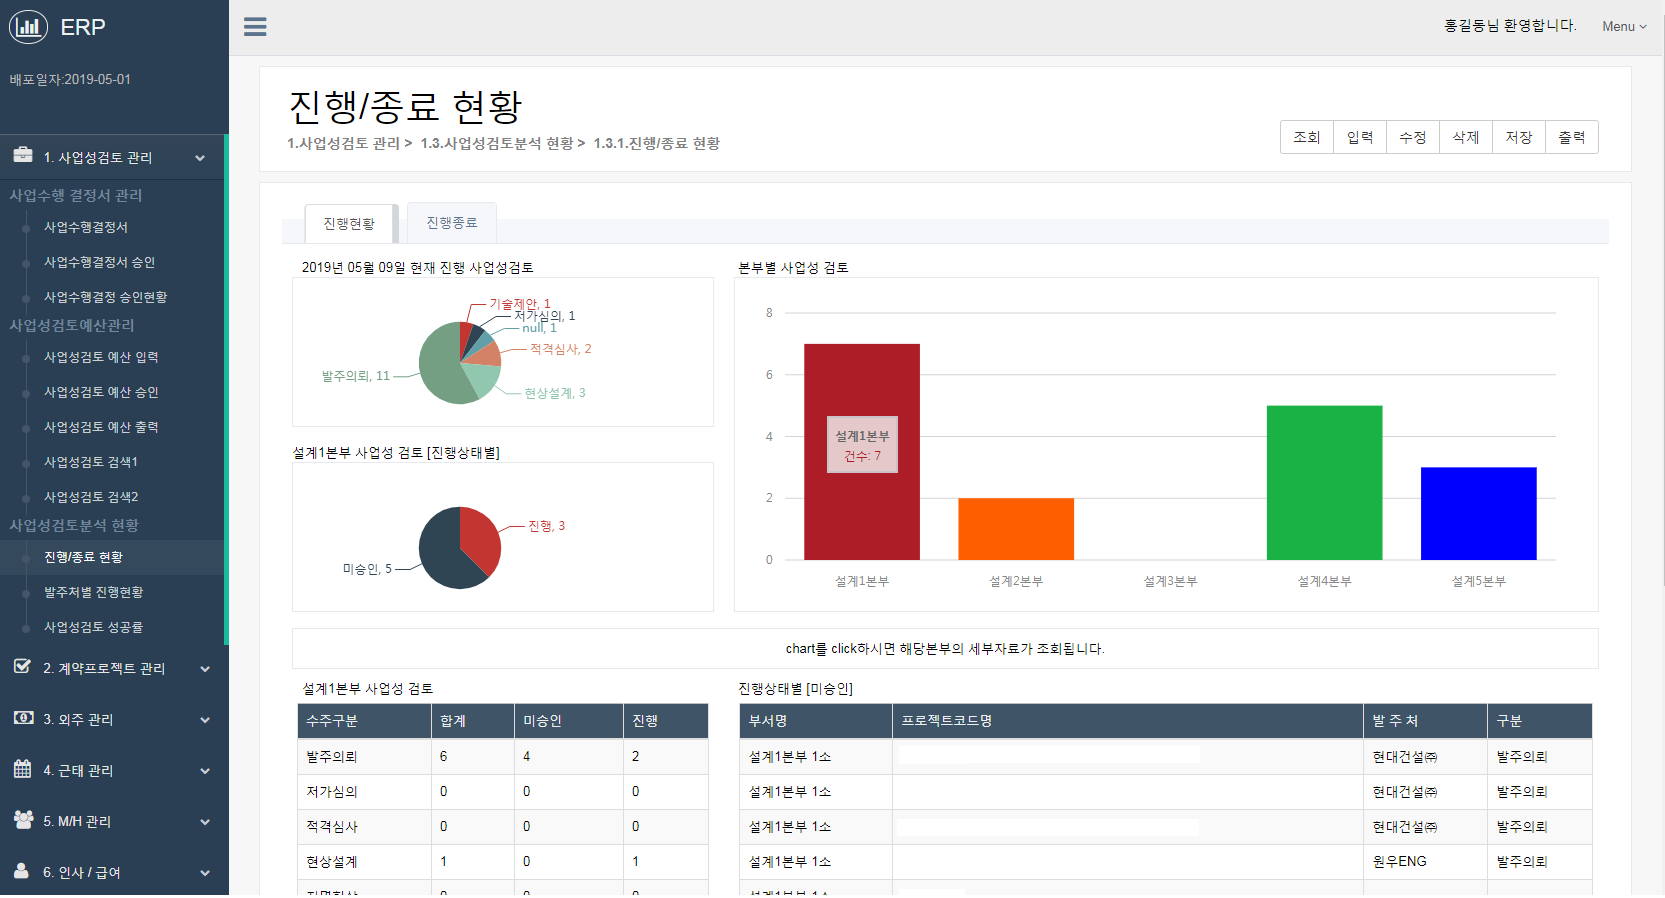 ERP
배포일자:2019-05-01
1. 사업성검토 관리
사업수행 결정서 관리
사업수행결정서
사업수행결정서 승인
사업수행결정 승인현황
사업성검토예산관리
사업성검토 예산 입력
사업성검토 예산 승인
사업성검토 예산 출력
사업성검토 검색1
사업성검토 검색2
사업성검토분석 현황
진행/종료 현황
발주처별 진행현황
사업성검토 성공률
2. 계약프로젝트 관리
3. 외주 관리
4. 근태 관리
5. M/H 관리
6. 인사 / 급여
홍길동님 환영합니다. Menu
진행/종료 현황
1.사업성검토 관리 > 1.3.사업성검토분석 현황 > 1.3.1.진행/종료 현황
조회 입력 수정 삭제 저장 출력
진행현황 진행종료
2019년 05월 09일 현재 진행 사업성검토
기술제안, 1
저가심의, 1
null, 1
적격심사, 2
발주의뢰, 11
현상설계, 3
설계1본부 사업성 검토 [진행상태별]
진행, 3
미승인, 5
본부별 사업성 검토
8
6
4
2
0
설계1본부
건수: 7
설계1본부 설계2본부 설계3본부 설계4본부 설계5본부
chart를 click하시면 해당본부의 세부자료가 조회됩니다.
설계1본부 사업성 검토
수주구분 합계 미승인 진행
발주의뢰 6 4 2
저가심의 0 0 0
적격심사 0 0 0
현상설계 1 0 1
진행상태별 [미승인]
부서명 프로젝트코드명 발 주 처 구분
설계1본부 1소 현대건설㈜ 발주의뢰
설계1본부 1소 현대건설㈜ 발주의뢰
설계1본부 1소 현대건설㈜ 발주의뢰
설계1본부 1소 원우ENG 발주의뢰